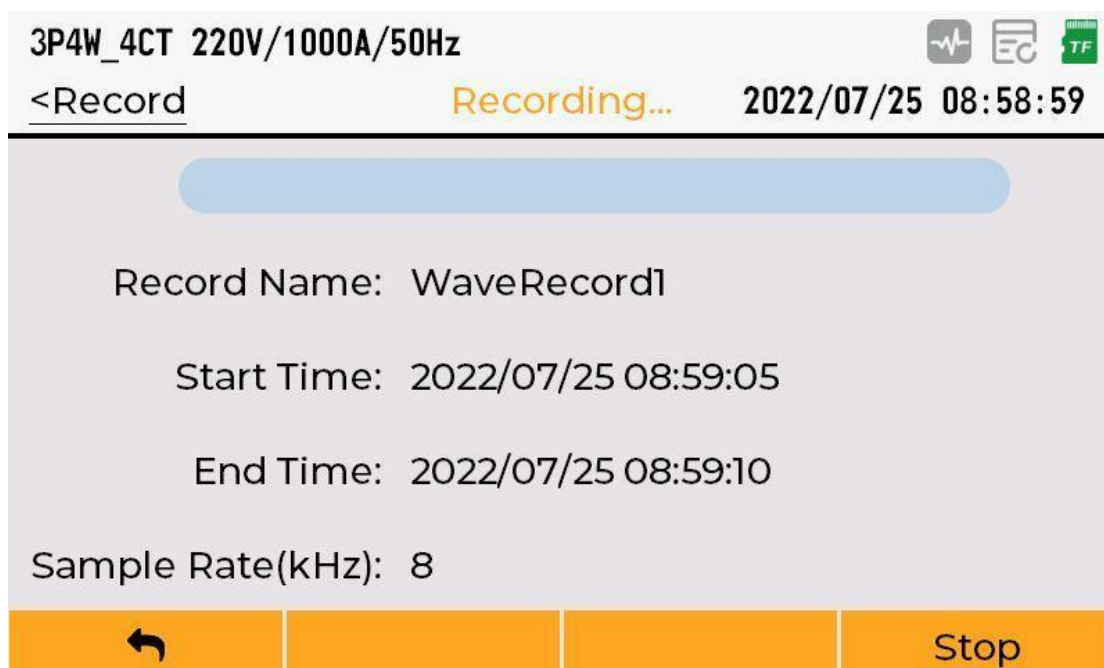 3P4W_4CT 220V/1000A/50Hz TF
<Record Recording... 2022/07/25 08:58:59
Record Name: WaveRecord1
Start Time: 2022/07/25 08:59:05
End Time: 2022/07/25 08:59:10
Sample Rate(kHz): 8
Stop